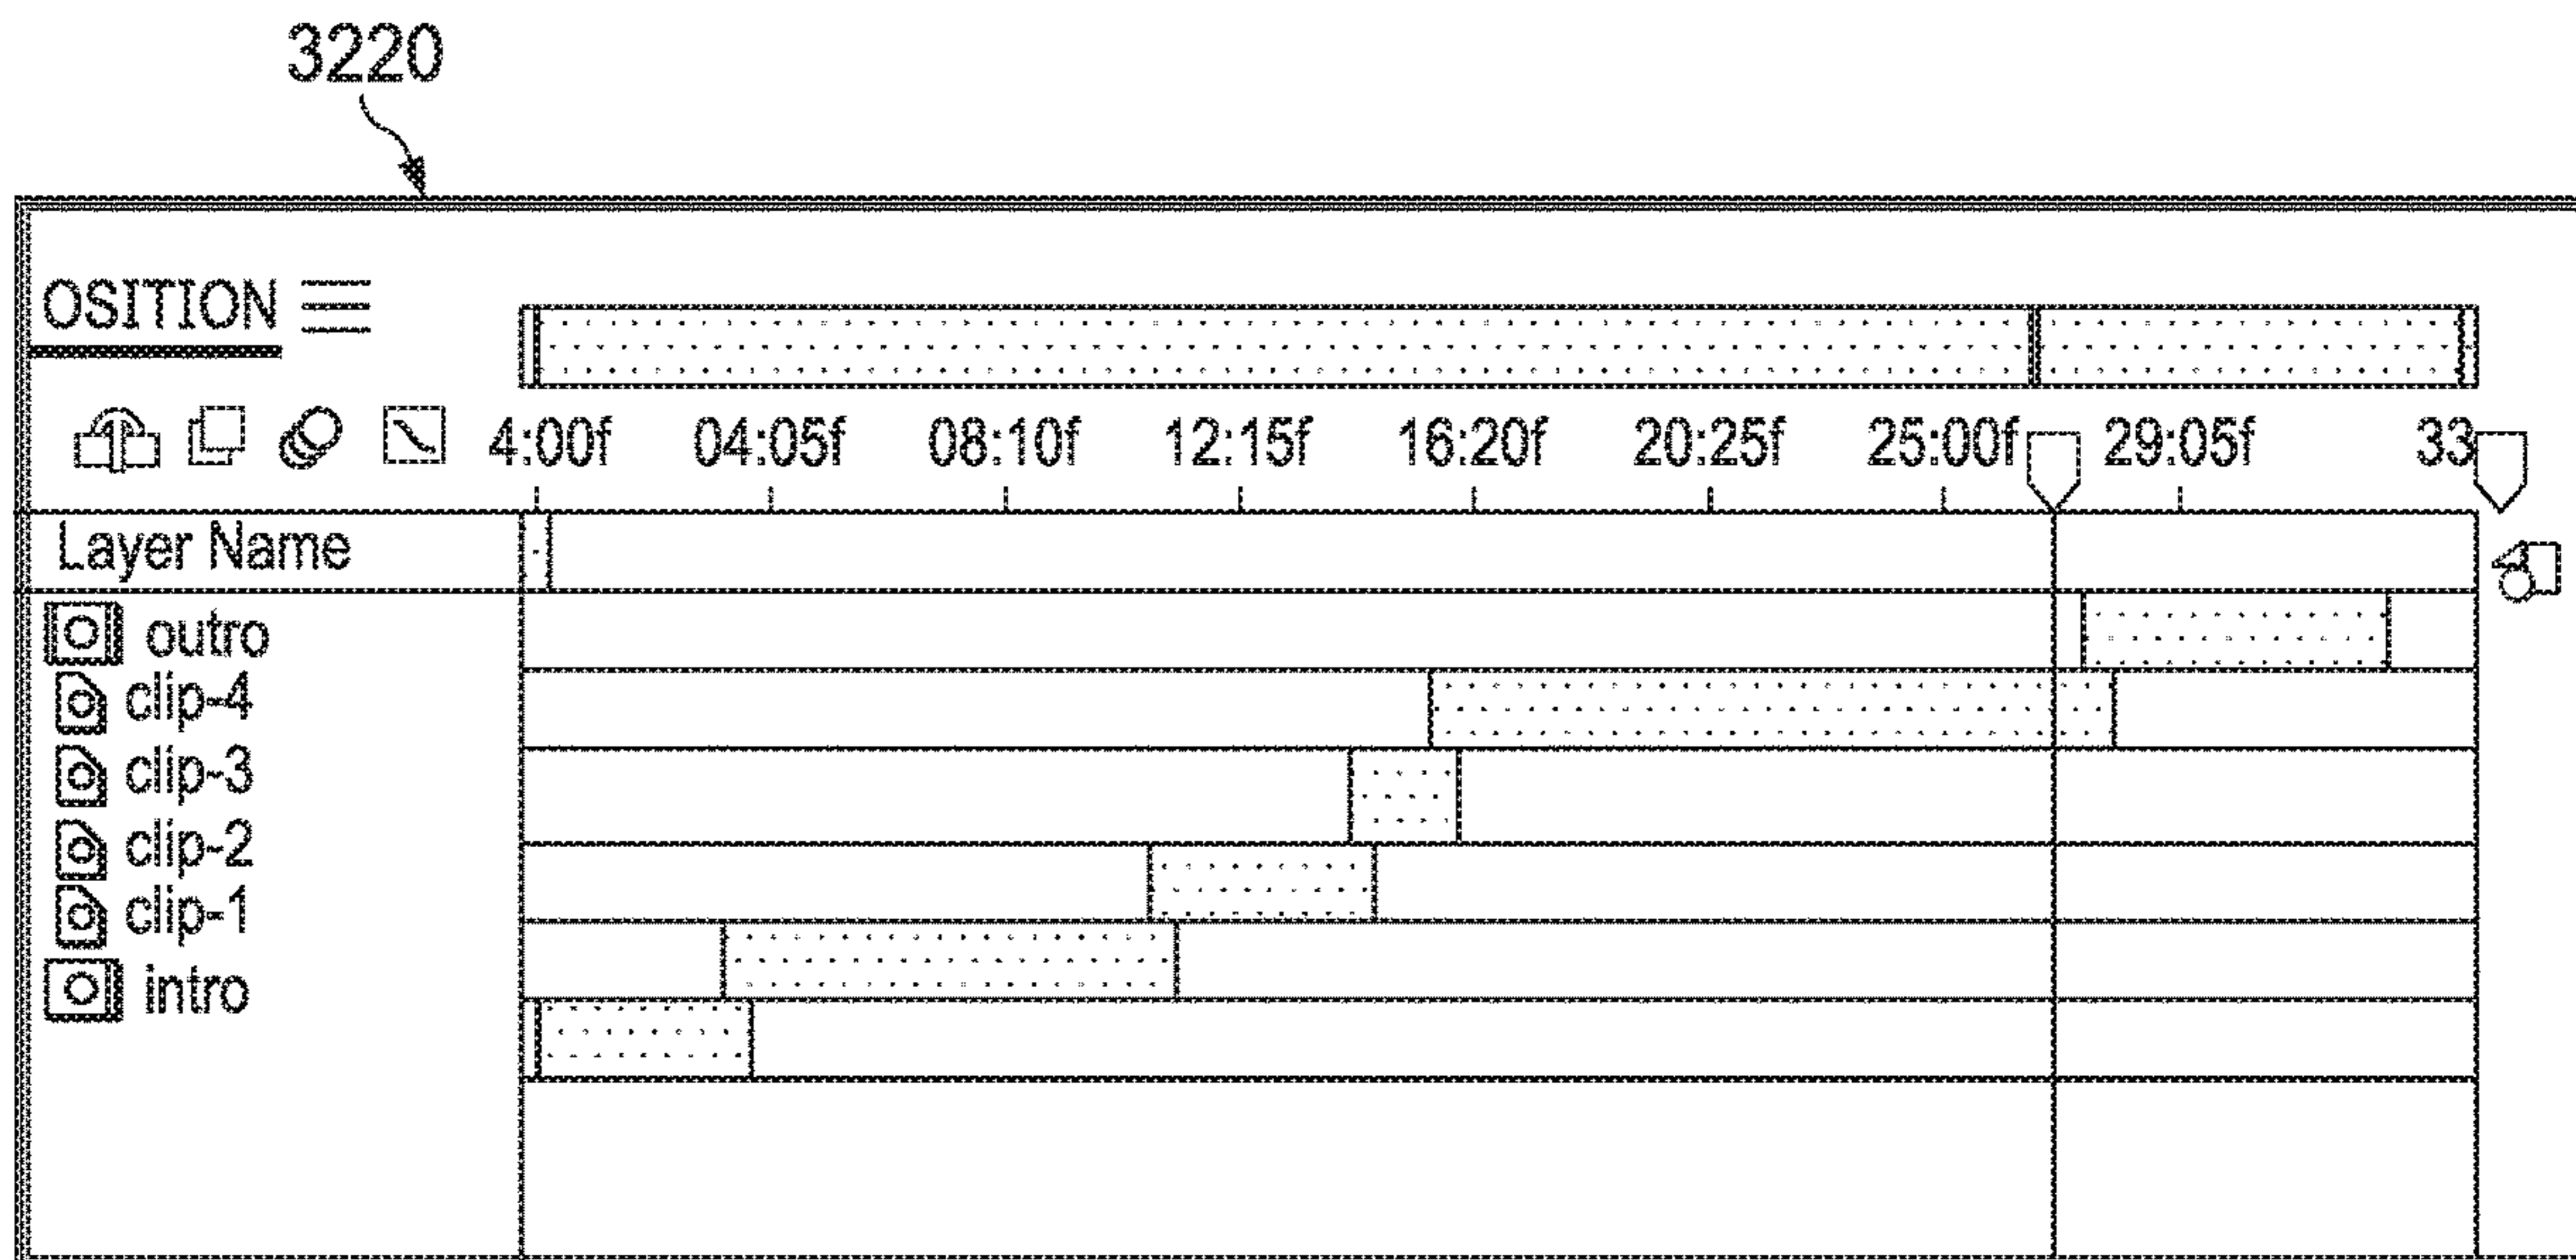 3220
OSITION
4:00f 04:05f 08:10f 12:15f 16:20f 20:25f 25:00f 29:05f 33
Layer Name
outro
clip-4
clip-3
clip-2
clip-1
intro